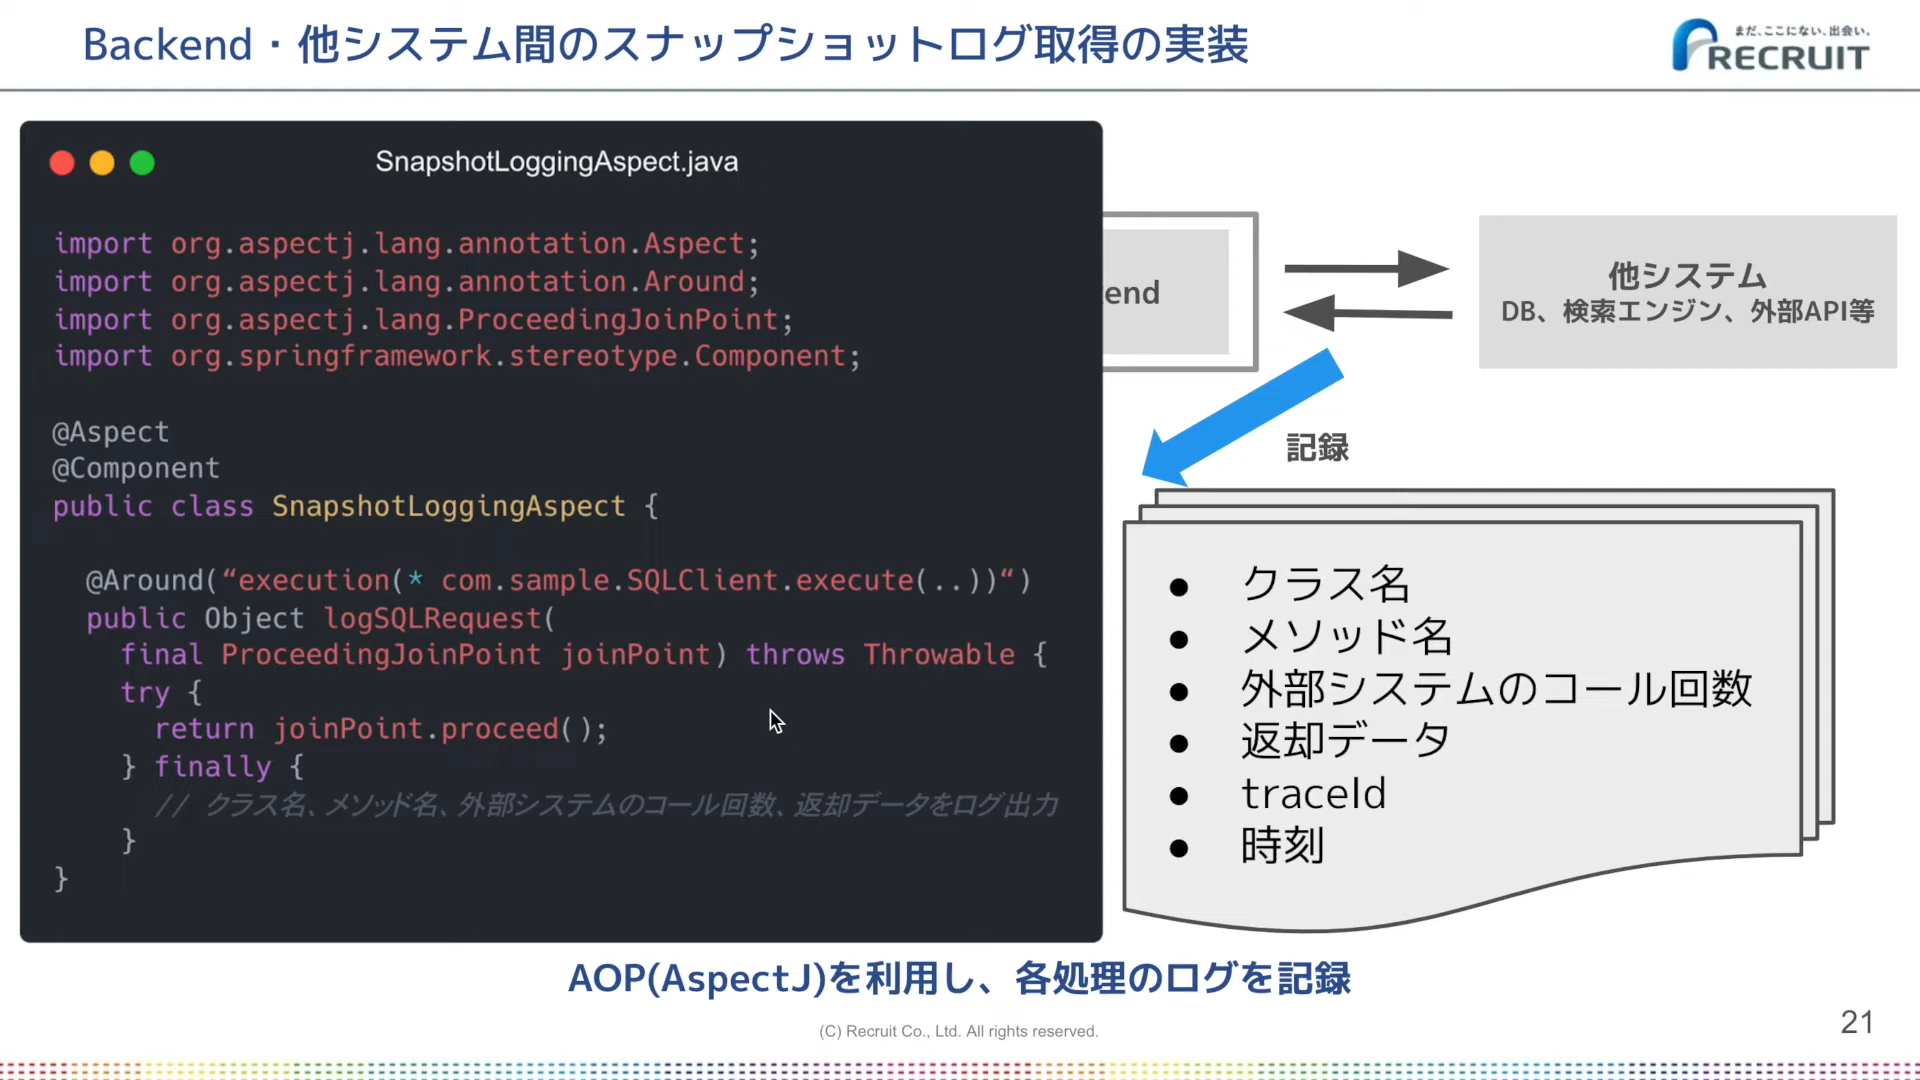 Backend・他システム間のスナップショットログ取得の実装
まだ、ここにない、出会い。
RECRUIT
SnapshotLoggingAspect.java
import org.aspectj.lang.annotation.Aspect;
import org.aspectj.lang.annotation.Around;
import org.aspectj.lang.ProceedingJoinPoint;
import org.springframework.stereotype.Component;
@Aspect
@Component
public class SnapshotLoggingAspect {
@Around(“execution(* com.sample.SQLClient.execute(..))“)
public Object logSQLRequest(
final ProceedingJoinPoint joinPoint) throws Throwable {
try {
return joinPoint.proceed();
} finally {
// クラス名、メソッド名、外部システムのコール回数、返却データをログ出力
}
}
end
他システム
DB、検索エンジン、外部API等
記録
● クラス名
● メソッド名
● 外部システムのコール回数
● 返却データ
● traceId
● 時刻
AOP(AspectJ)を利用し、各処理のログを記録
(C) Recruit Co., Ltd. All rights reserved.
21